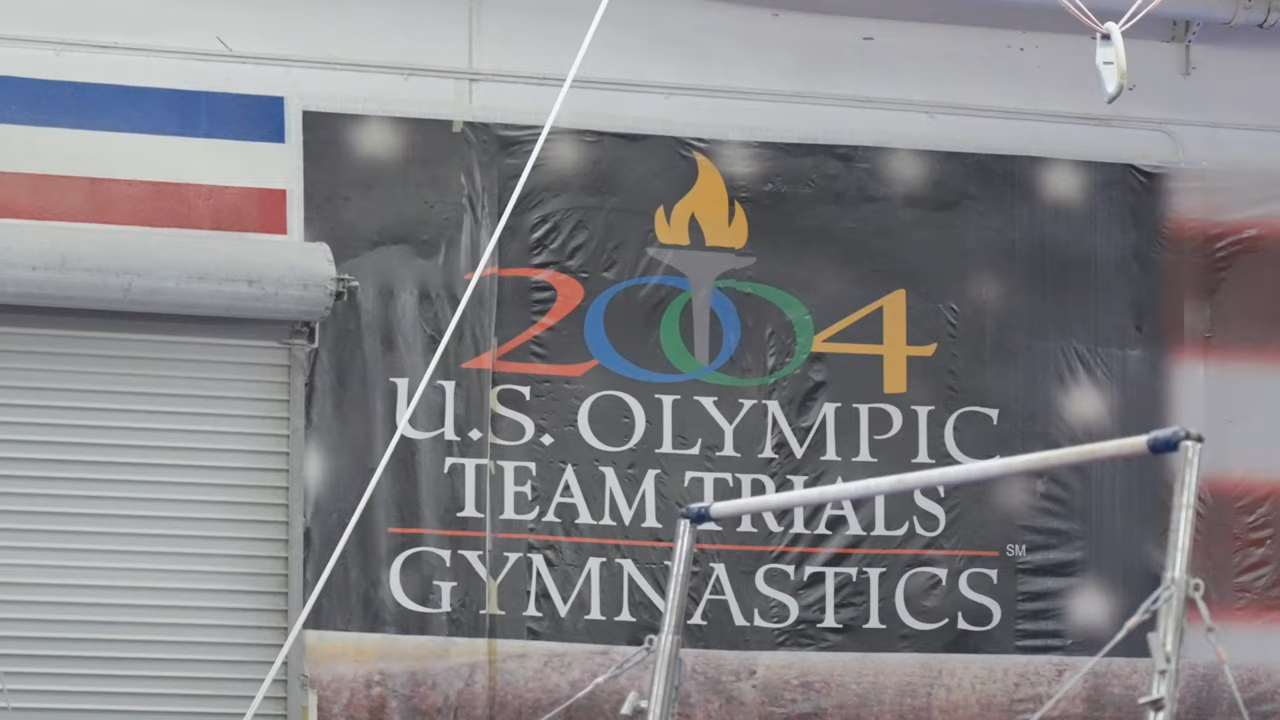 2004
U.S. OLYMPIC
TEAM TRIALS
GYMNASTICS
SM